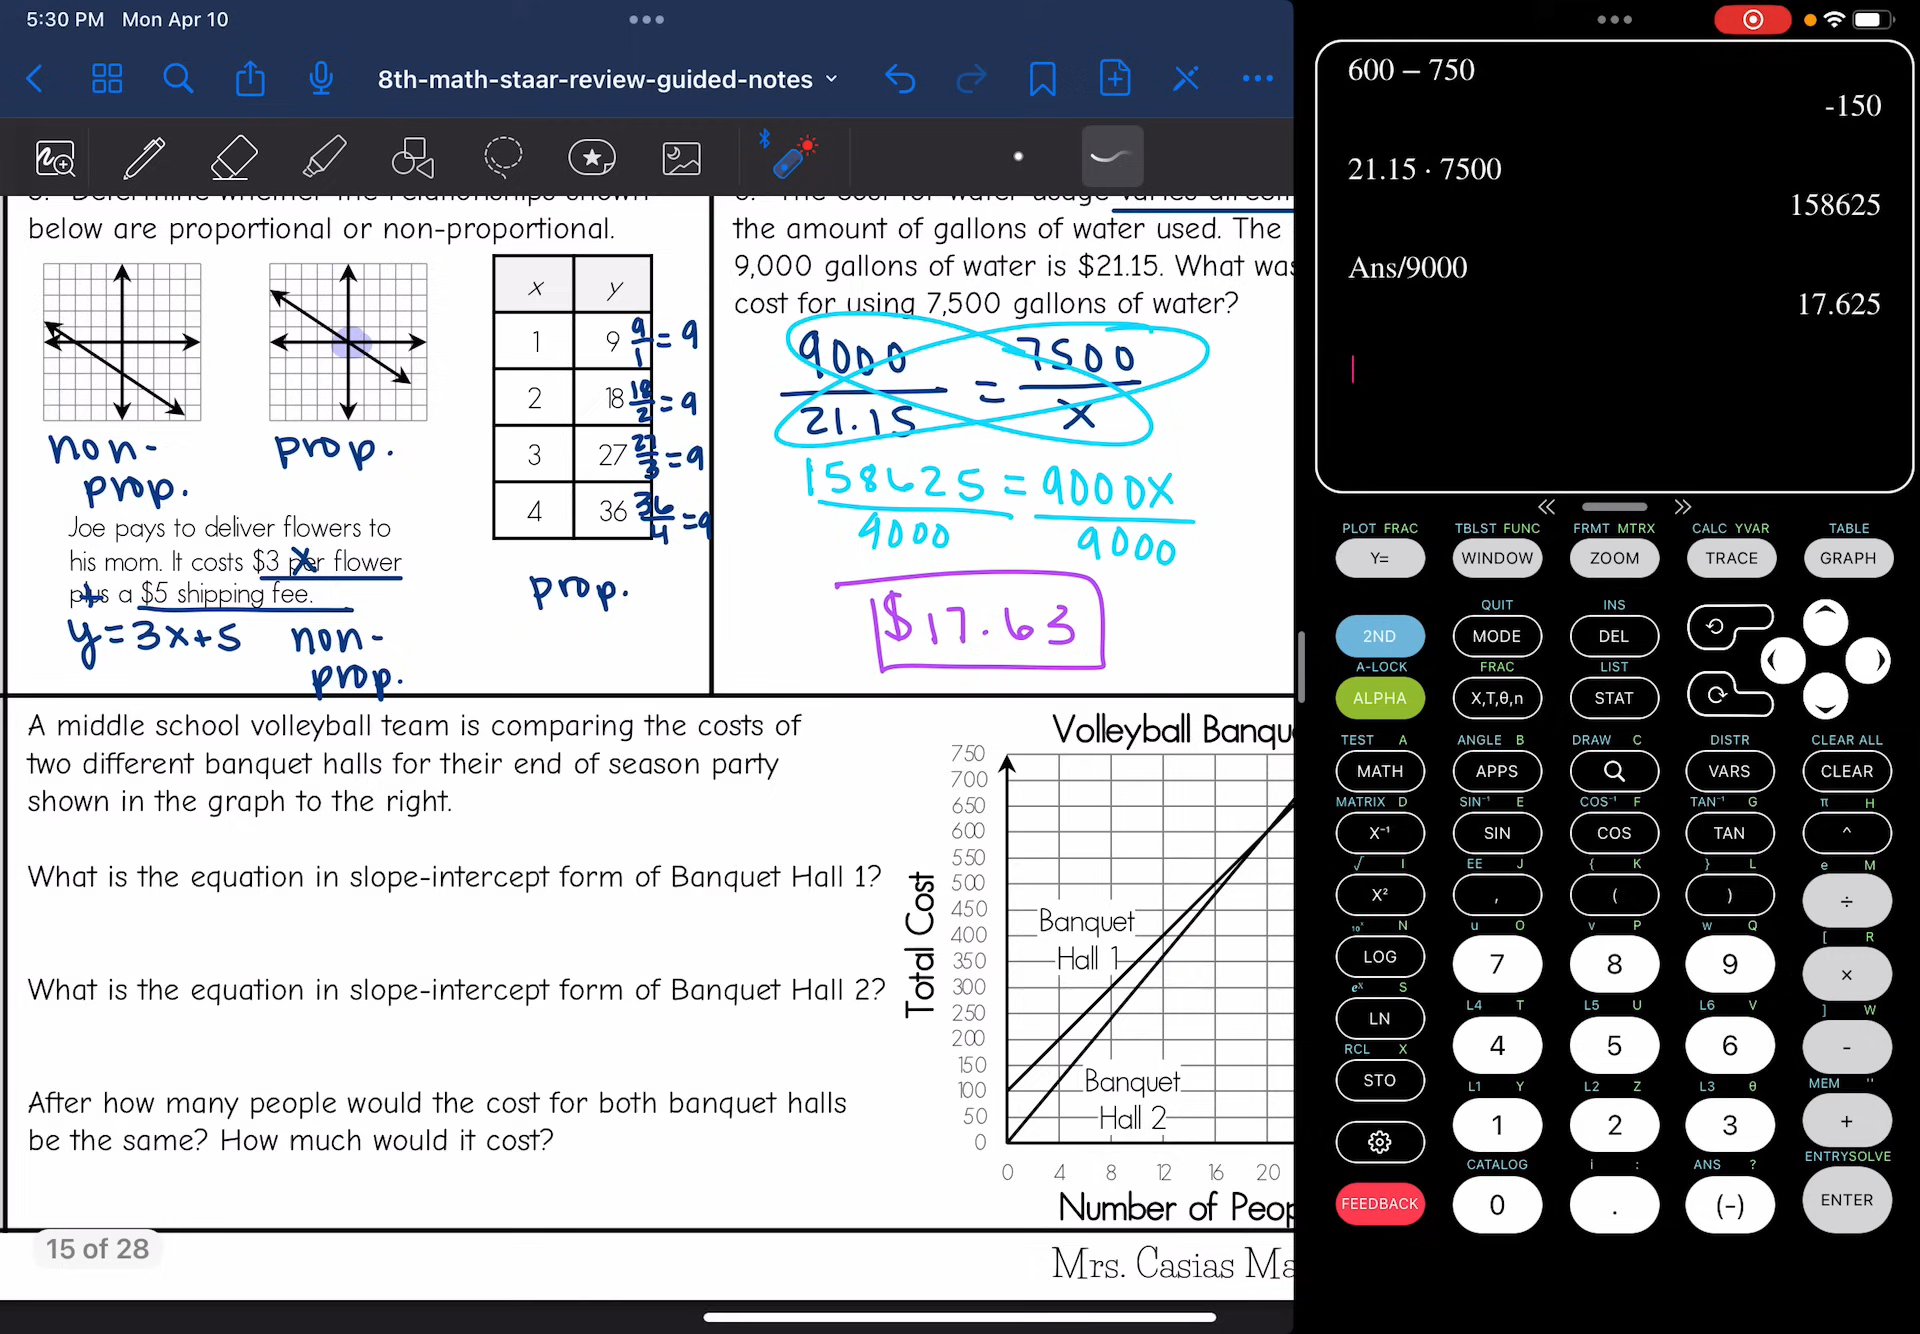 5:30 PM Mon Apr 10
8th-math-staar-review-guided-notes
below are proportional or non-proportional.
x y
1 9 9/1 = 9
2 18 18/2 = 9
3 27 27/3 = 9
4 36 36/4 = 9
non-
prop.
prop.
prop.
Joe pays to deliver flowers to
his mom. It costs $3 per flower
x
plus a $5 shipping fee.
+
y = 3x + 5
non-
prop.
the amount of gallons of water used. The
9,000 gallons of water is $21.15. What was
cost for using 7,500 gallons of water?
9000/21.15 = 7500/x
158625 = 9000x
9000 9000
$17.63
A middle school volleyball team is comparing the costs of
two different banquet halls for their end of season party
shown in the graph to the right.
What is the equation in slope-intercept form of Banquet Hall 1?
What is the equation in slope-intercept form of Banquet Hall 2?
After how many people would the cost for both banquet halls
be the same? How much would it cost?
Volleyball Banqu
Total Cost
750
700
650
600
550
500
450
400
350
300
250
200
150
100
50
0
Banquet
Hall 1
Banquet
Hall 2
0 4 8 12 16 20
Number of Peop
15 of 28
Mrs. Casias Ma
600 – 750
-150
21.15 · 7500
158625
Ans/9000
17.625
PLOT FRAC TBLST FUNC FRMT MTRX CALC YVAR TABLE
Y= WINDOW ZOOM TRACE GRAPH
QUIT INS
2ND MODE DEL
A-LOCK FRAC LIST
ALPHA X,T,θ,n STAT
TEST A ANGLE B DRAW C DISTR CLEAR ALL
MATH APPS VARS CLEAR
MATRIX D SIN⁻¹ E COS⁻¹ F TAN⁻¹ G π H
X⁻¹ SIN COS TAN ^
√ I EE J { K } L e M
X² , ( ) ÷
10ˣ N u O v P w Q [ R
LOG 7 8 9 ×
eˣ S L4 T L5 U L6 V ] W
LN 4 5 6 -
RCL X L1 Y L2 Z L3 θ MEM "
STO 1 2 3 +
CATALOG i : ANS ? ENTRY SOLVE
FEEDBACK 0 . (-) ENTER